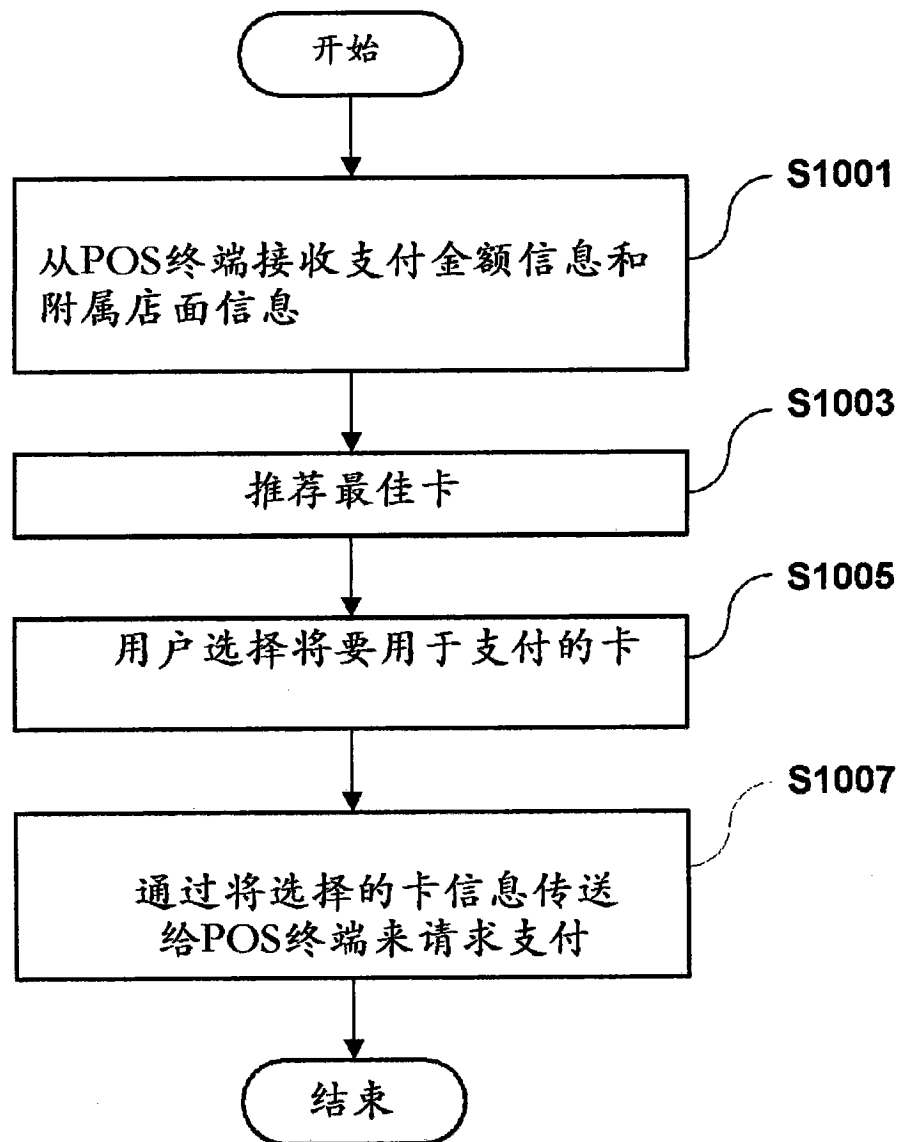 开始
S1001
从POS终端接收支付金额信息和
附属店面信息
S1003
推荐最佳卡
S1005
用户选择将要用于支付的卡
S1007
通过将选择的卡信息传送
给POS终端来请求支付
结束